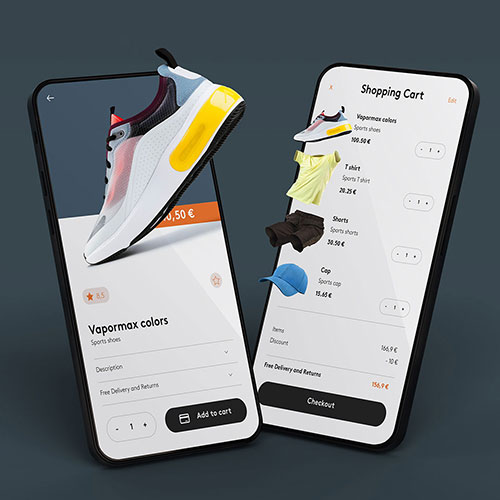 0,50 €
8.5
Vapormax colors
Sports shoes
Description
Free Delivery and Returns
- 1 +
Add to cart
Shopping Cart
Edit
Vapormax colors
Sports shoes
100.50 €
- 1 +
T shirt
Sports T shirt
20.25 €
- 1 +
Shorts
Sports shorts
30.50 €
- 1 +
Cap
Sports cap
15.65 €
- 1 +
Items
166,9 €
Discount
- 10 €
Free Delivery and Returns
156,9 €
Checkout